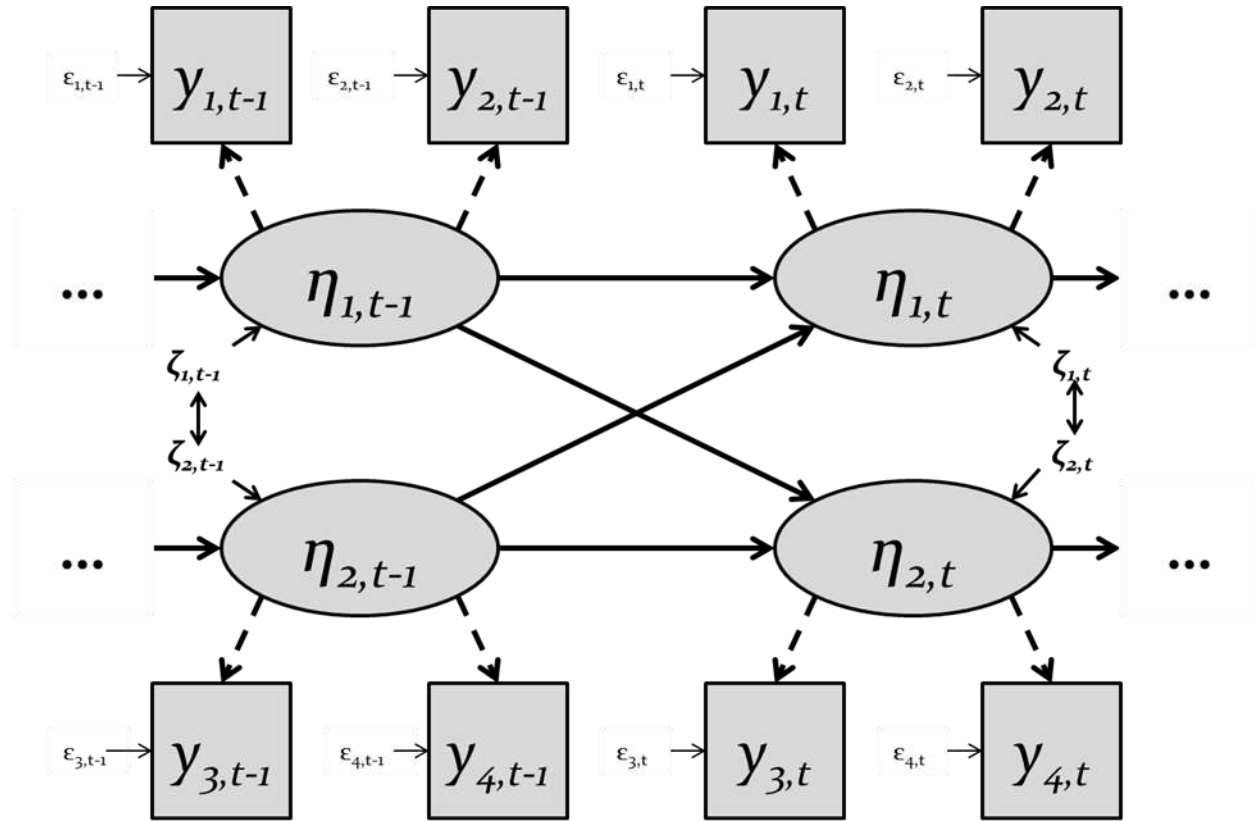 ε1,t-1
y1,t-1
ε2,t-1
y2,t-1
ε1,t
y1,t
ε2,t
y2,t
...
η1,t-1
η1,t
...
ζ1,t-1
ζ1,t
ζ2,t-1
ζ2,t
...
η2,t-1
η2,t
...
ε3,t-1
y3,t-1
ε4,t-1
y4,t-1
ε3,t
y3,t
ε4,t
y4,t